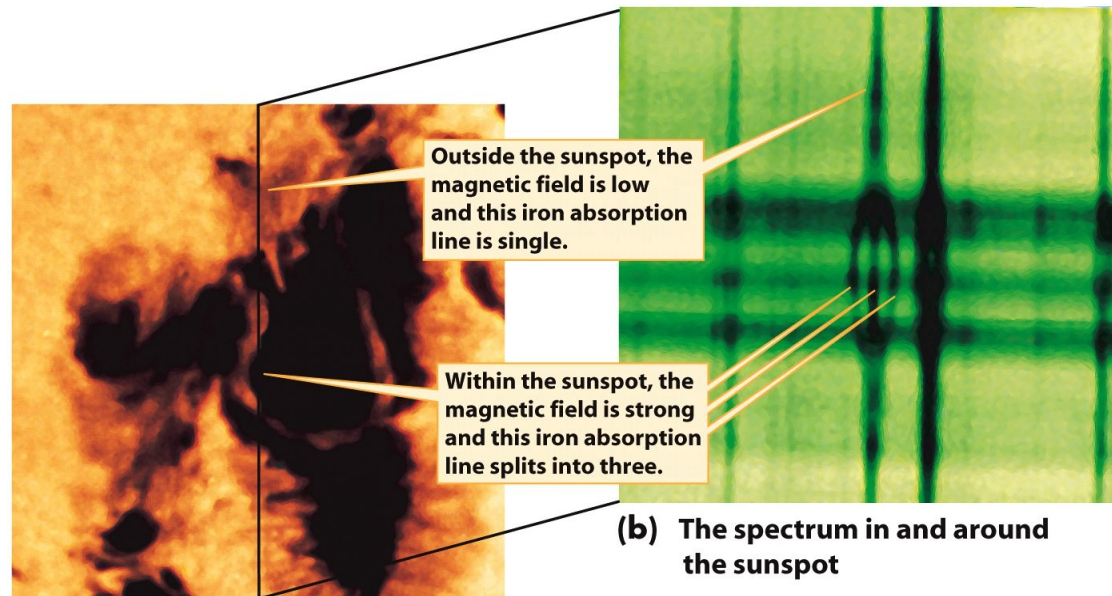 Outside the sunspot, the
magnetic field is low
and this iron absorption
line is single.
Within the sunspot, the
magnetic field is strong
and this iron absorption
line splits into three.
(b) The spectrum in and around
the sunspot